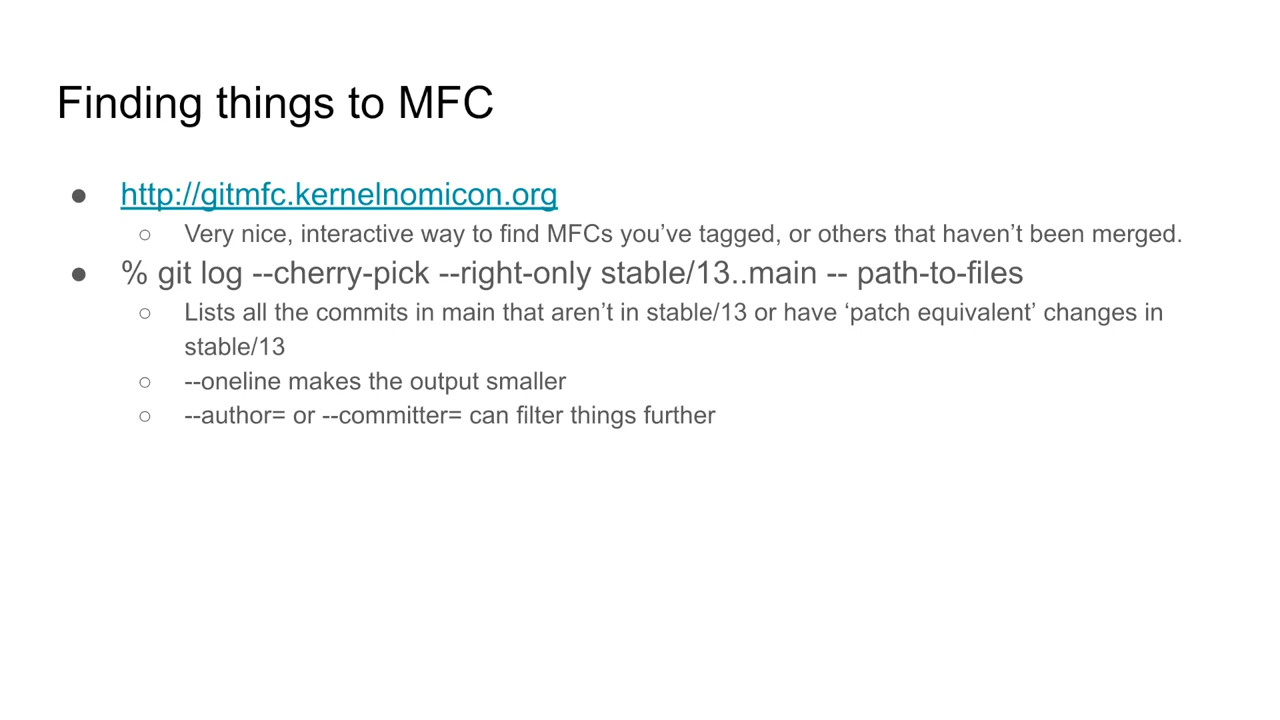 Finding things to MFC
● http://gitmfc.kernelnomicon.org
○ Very nice, interactive way to find MFCs you’ve tagged, or others that haven’t been merged.
● % git log --cherry-pick --right-only stable/13..main -- path-to-files
○ Lists all the commits in main that aren’t in stable/13 or have ‘patch equivalent’ changes in
stable/13
○ --oneline makes the output smaller
○ --author= or --committer= can filter things further